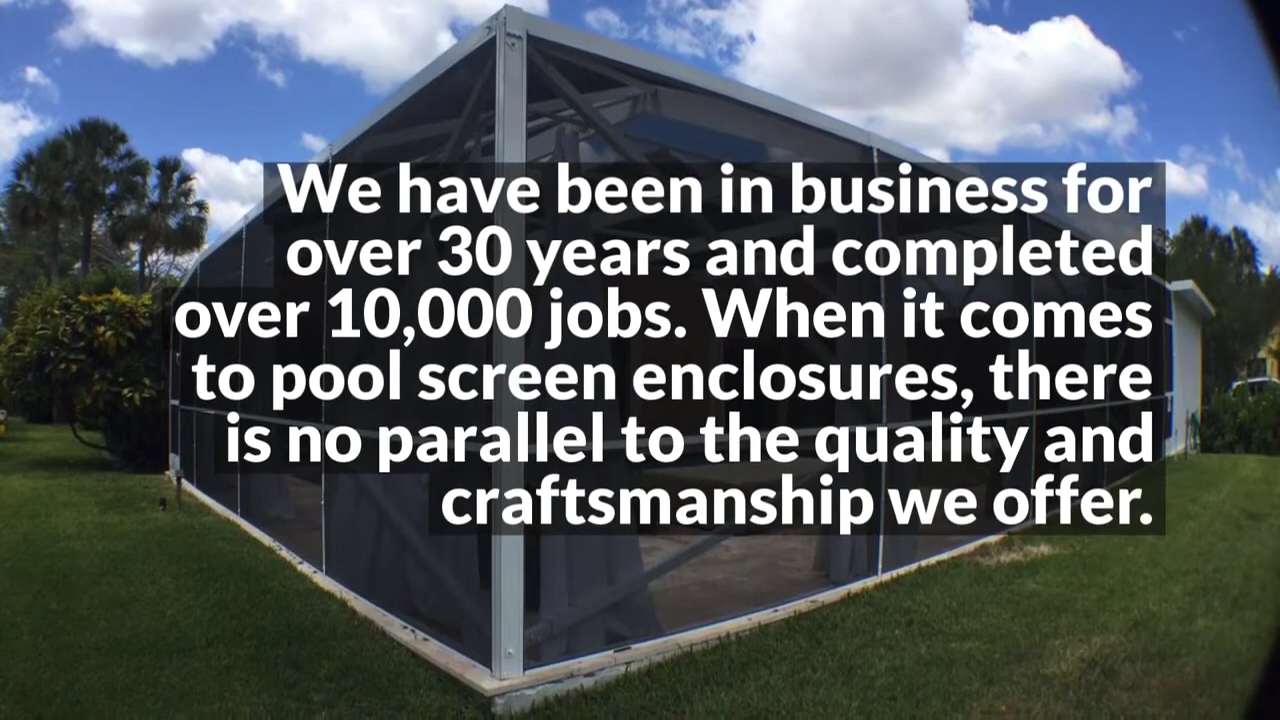 We have been in business for
over 30 years and completed
over 10,000 jobs. When it comes
to pool screen enclosures, there
is no parallel to the quality and
craftsmanship we offer.